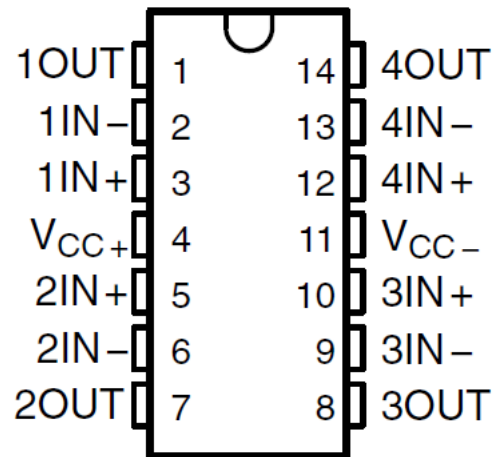 1OUT 1 14 4OUT
1IN− 2 13 4IN−
1IN+ 3 12 4IN+
VCC+ 4 11 VCC−
2IN+ 5 10 3IN+
2IN− 6 9 3IN−
2OUT 7 8 3OUT